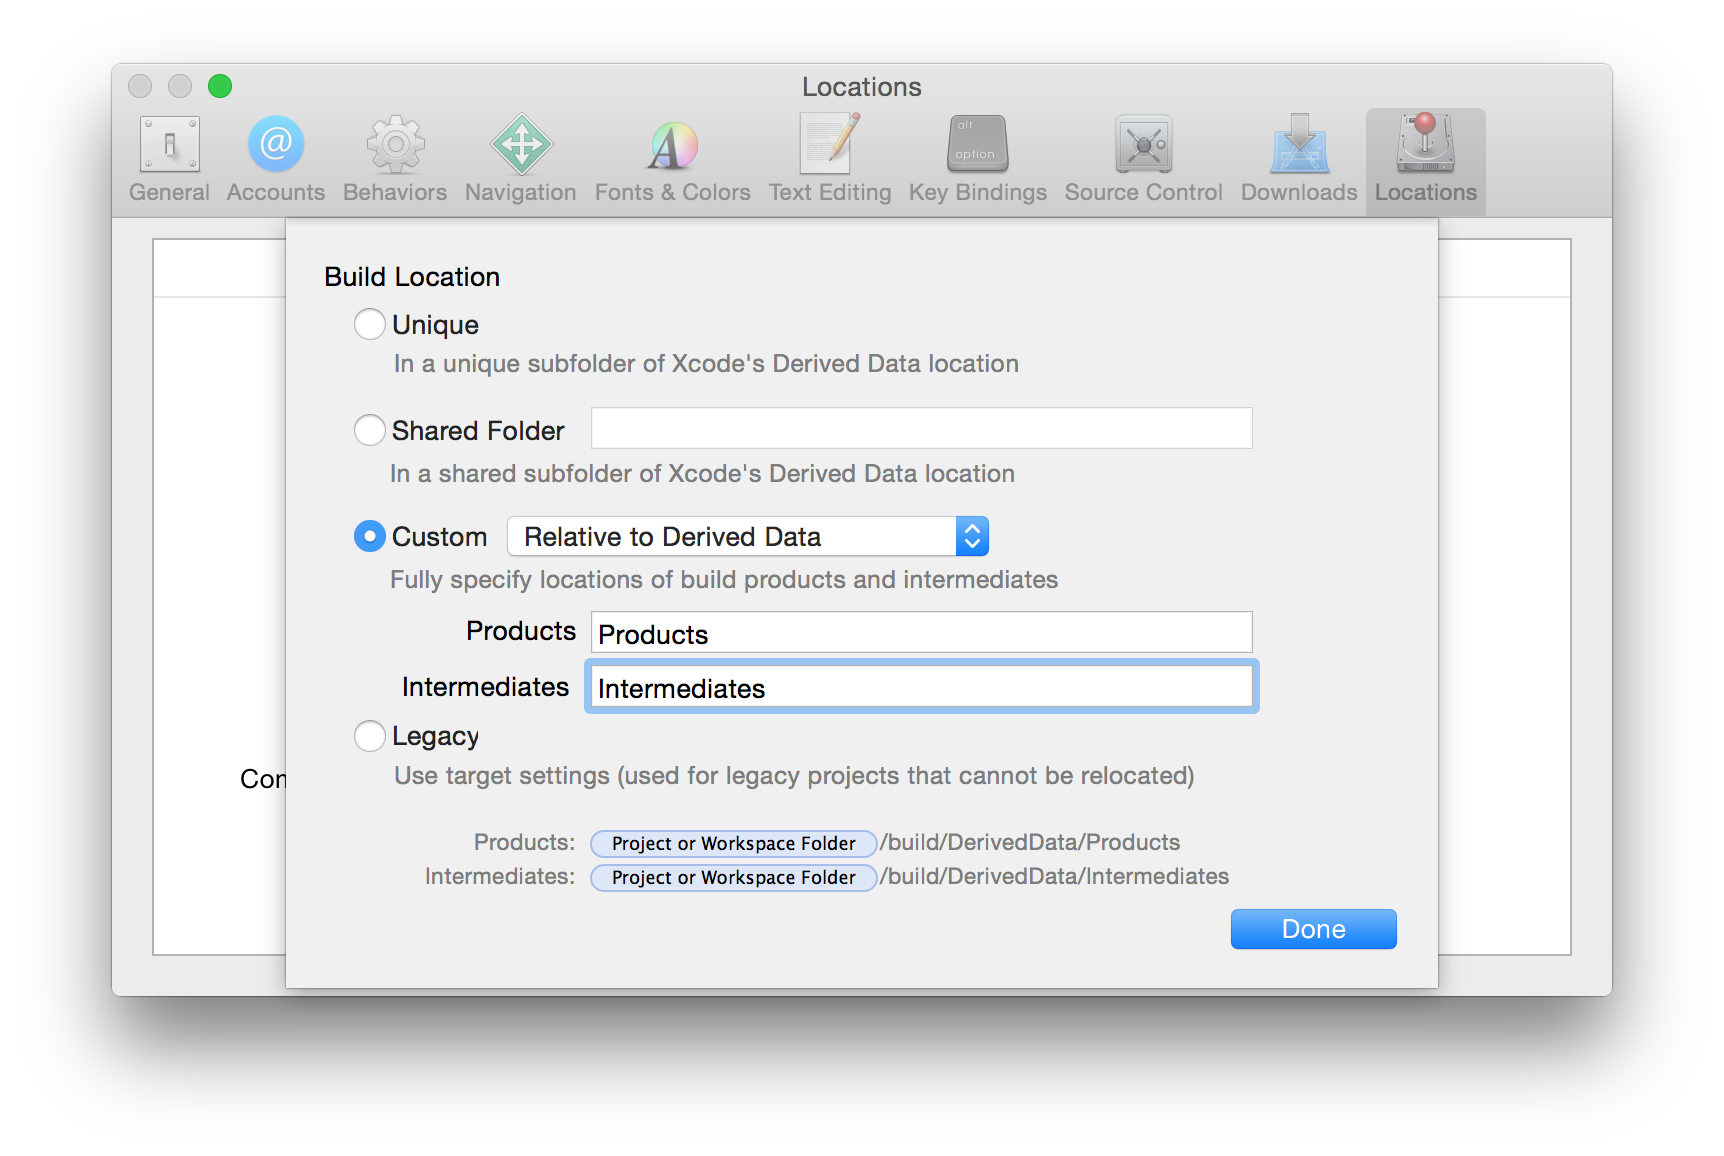 Locations
alt
option
General Accounts Behaviors Navigation Fonts & Colors Text Editing Key Bindings Source Control Downloads Locations
Build Location
Unique
In a unique subfolder of Xcode's Derived Data location
Shared Folder
In a shared subfolder of Xcode's Derived Data location
Custom Relative to Derived Data
Fully specify locations of build products and intermediates
Products Products
Intermediates Intermediates
Legacy
Use target settings (used for legacy projects that cannot be relocated)
Con
Products: Project or Workspace Folder /build/DerivedData/Products
Intermediates: Project or Workspace Folder /build/DerivedData/Intermediates
Done